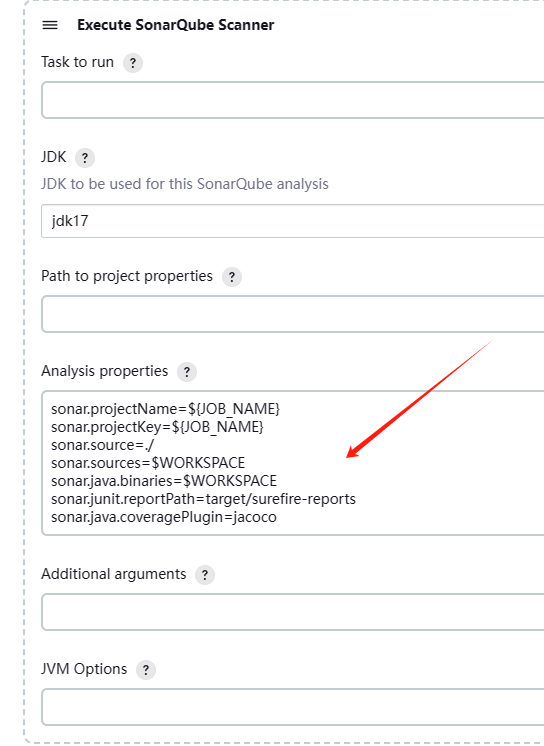 Execute SonarQube Scanner
Task to run ?
JDK ?
JDK to be used for this SonarQube analysis
jdk17
Path to project properties ?
Analysis properties ?
sonar.projectName=${JOB_NAME}
sonar.projectKey=${JOB_NAME}
sonar.source=./
sonar.sources=$WORKSPACE
sonar.java.binaries=$WORKSPACE
sonar.junit.reportPath=target/surefire-reports
sonar.java.coveragePlugin=jacoco
Additional arguments ?
JVM Options ?